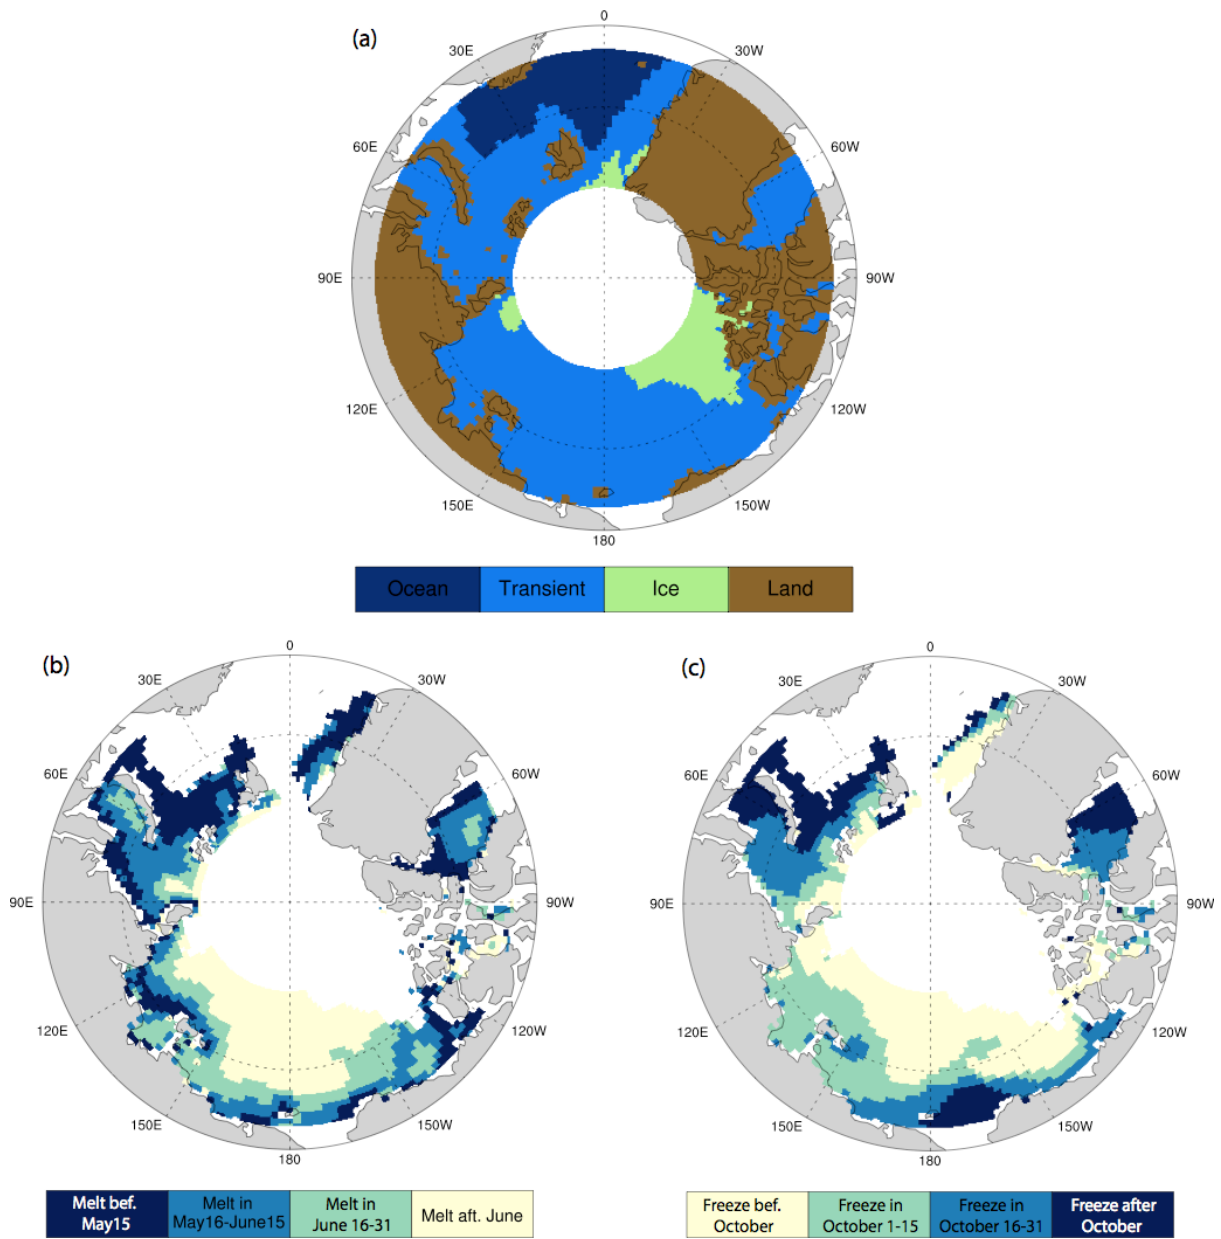 (a)
0
30E
30W
60E
60W
90E
90W
120E
120W
150E
150W
180
Ocean
Transient
Ice
Land
(b)
0
30E
30W
60E
60W
90E
90W
120E
120W
150E
150W
180
Melt bef.
May15
Melt in
May16-June15
Melt in
June 16-31
Melt aft. June
(c)
0
30E
30W
60E
60W
90E
90W
120E
120W
150E
150W
180
Freeze bef.
October
Freeze in
October 1-15
Freeze in
October 16-31
Freeze after
October